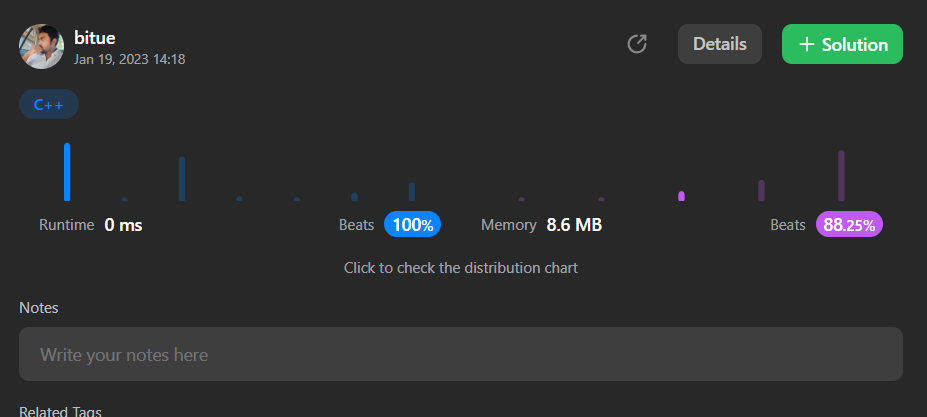 bitue
Jan 19, 2023 14:18
Details
+ Solution
C++
Runtime 0 ms Beats 100% Memory 8.6 MB Beats 88.25%
Click to check the distribution chart
Notes
Write your notes here
Related Tags